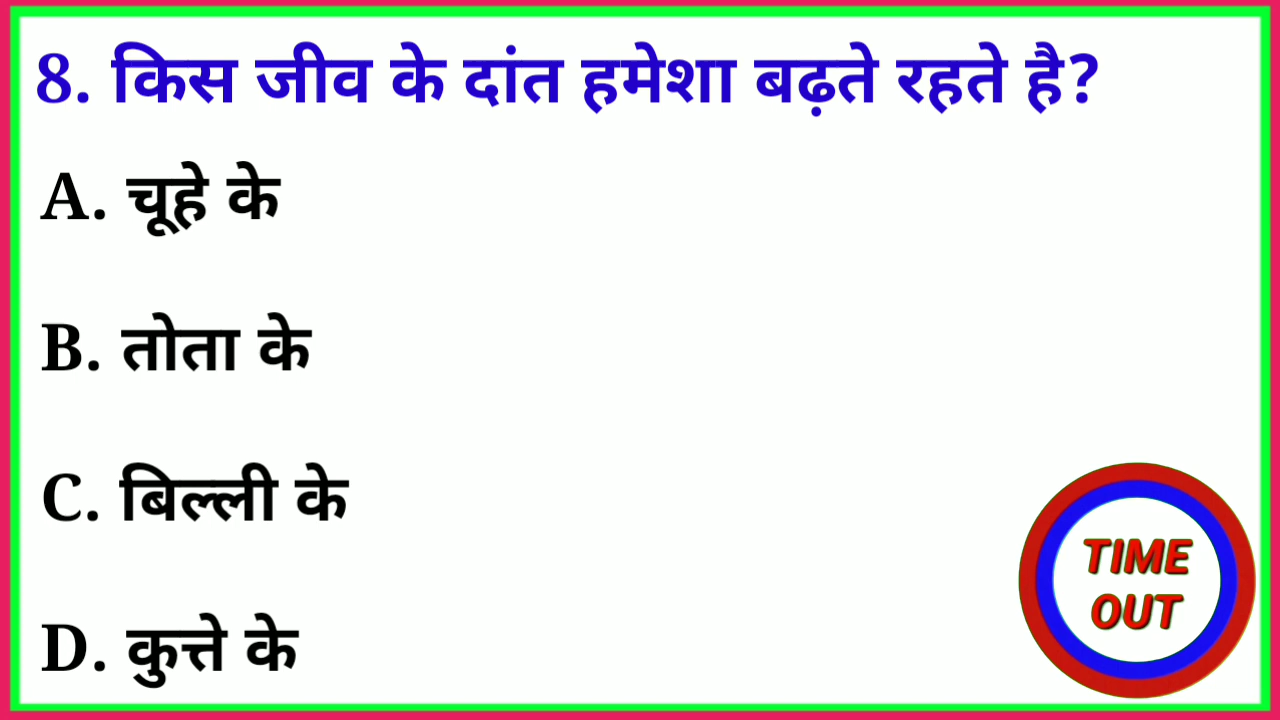 8. किस जीव के दांत हमेशा बढ़ते रहते है?
A. चूहे के
B. तोता के
C. बिल्ली के
D. कुत्ते के
TIME
OUT